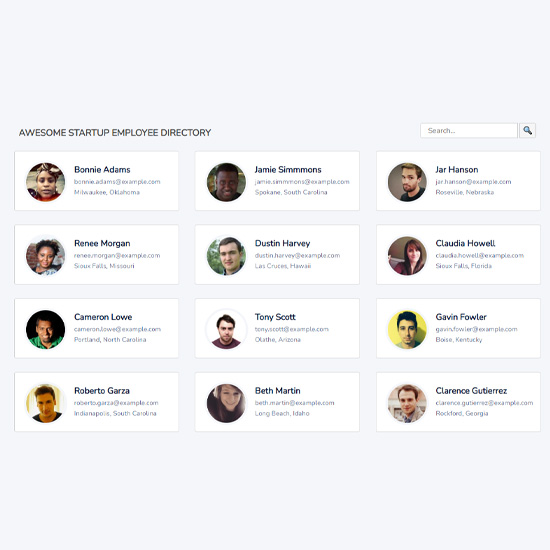 AWESOME STARTUP EMPLOYEE DIRECTORY
Search...
Bonnie Adams
bonnie.adams@example.com
Milwaukee, Oklahoma
Jamie Simmmons
jamie.simmmons@example.com
Spokane, South Carolina
Jar Hanson
jar.hanson@example.com
Roseville, Nebraska
Renee Morgan
renee.morgan@example.com
Sioux Falls, Missouri
Dustin Harvey
dustin.harvey@example.com
Las Cruces, Hawaii
Claudia Howell
claudia.howell@example.com
Sioux Falls, Florida
Cameron Lowe
cameron.lowe@example.com
Portland, North Carolina
Tony Scott
tony.scott@example.com
Olathe, Arizona
Gavin Fowler
gavin.fowler@example.com
Boise, Kentucky
Roberto Garza
roberto.garza@example.com
Indianapolis, South Carolina
Beth Martin
beth.martin@example.com
Long Beach, Idaho
Clarence Gutierrez
clarence.gutierrez@example.com
Rockford, Georgia